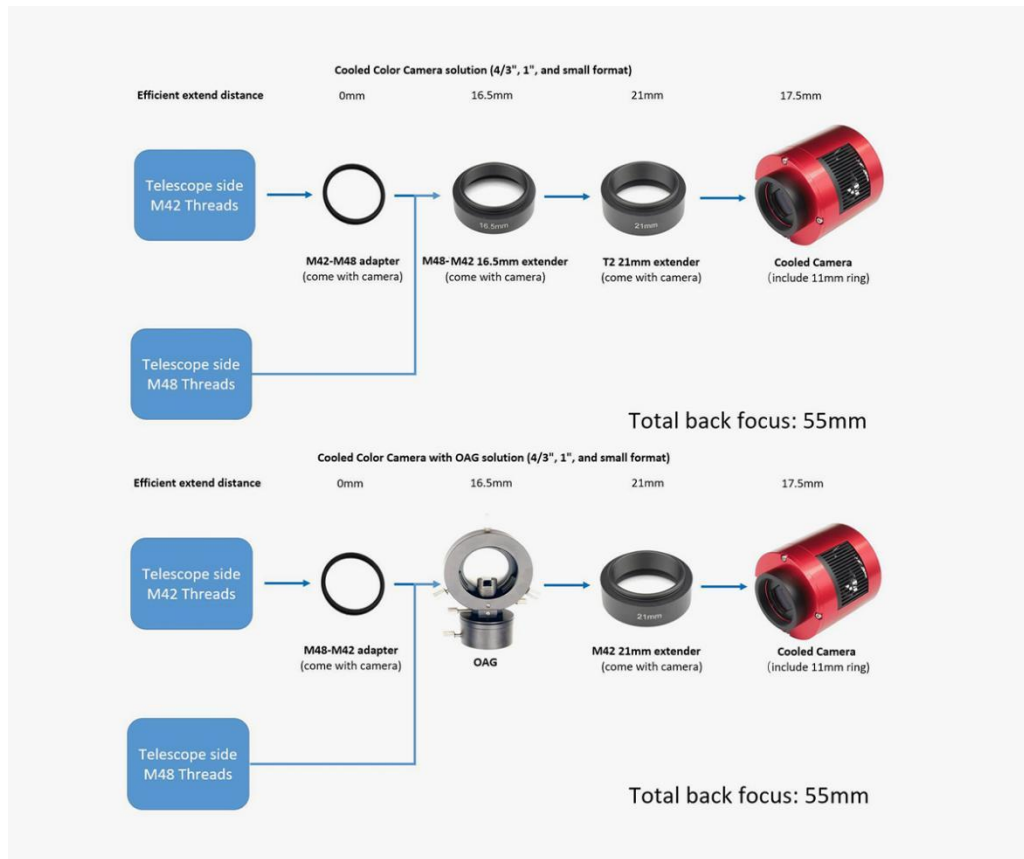 Cooled Color Camera solution (4/3", 1", and small format)
Efficient extend distance 0mm 16.5mm 21mm 17.5mm
Telescope side
M42 Threads
16.5mm
21mm
M42-M48 adapter
(come with camera)
M48-M42 16.5mm extender
(come with camera)
T2 21mm extender
(come with camera)
Cooled Camera
(include 11mm ring)
Telescope side
M48 Threads
Total back focus: 55mm
Cooled Color Camera with OAG solution (4/3", 1", and small format)
Efficient extend distance 0mm 16.5mm 21mm 17.5mm
Telescope side
M42 Threads
21mm
M48-M42 adapter
(come with camera)
OAG
M42 21mm extender
(come with camera)
Cooled Camera
(include 11mm ring)
Telescope side
M48 Threads
Total back focus: 55mm